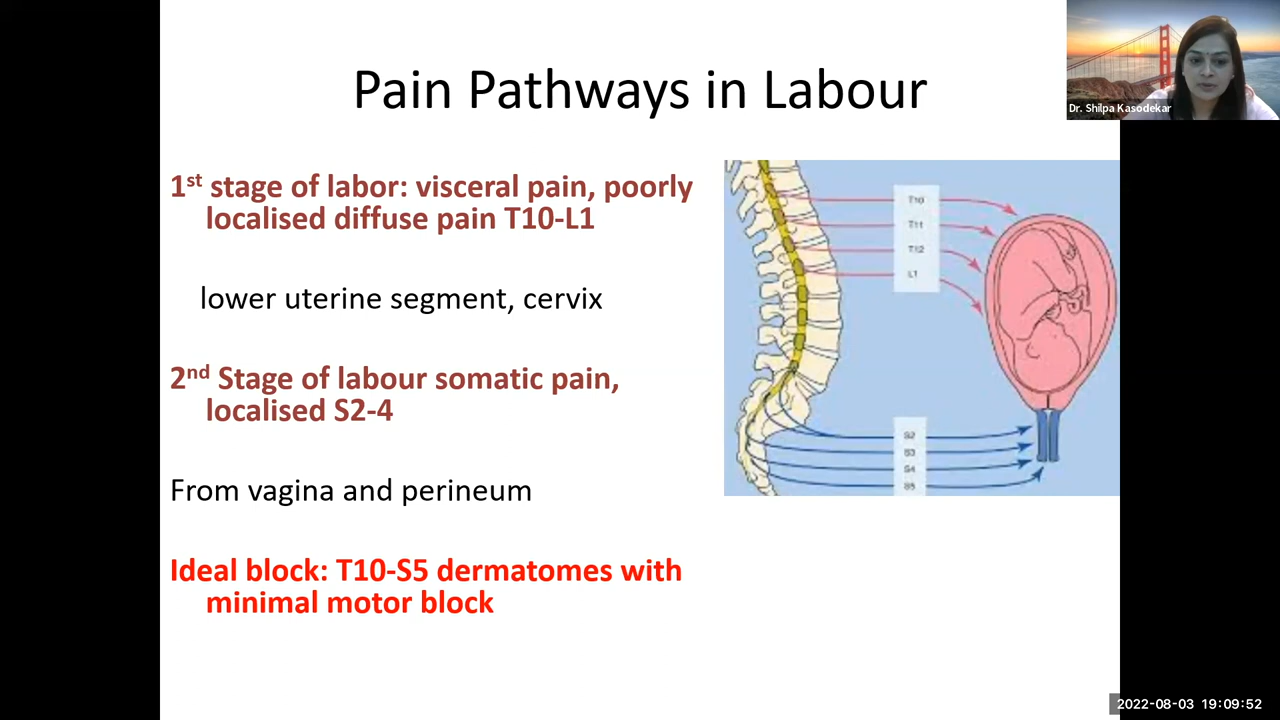 Pain Pathways in Labour
Dr. Shilpa Kasodekar
1st stage of labor: visceral pain, poorly
localised diffuse pain T10-L1
lower uterine segment, cervix
2nd Stage of labour somatic pain,
localised S2-4
From vagina and perineum
Ideal block: T10-S5 dermatomes with
minimal motor block
T10
T11
T12
L1
S2
S3
S4
S5
2022-08-03 19:09:52